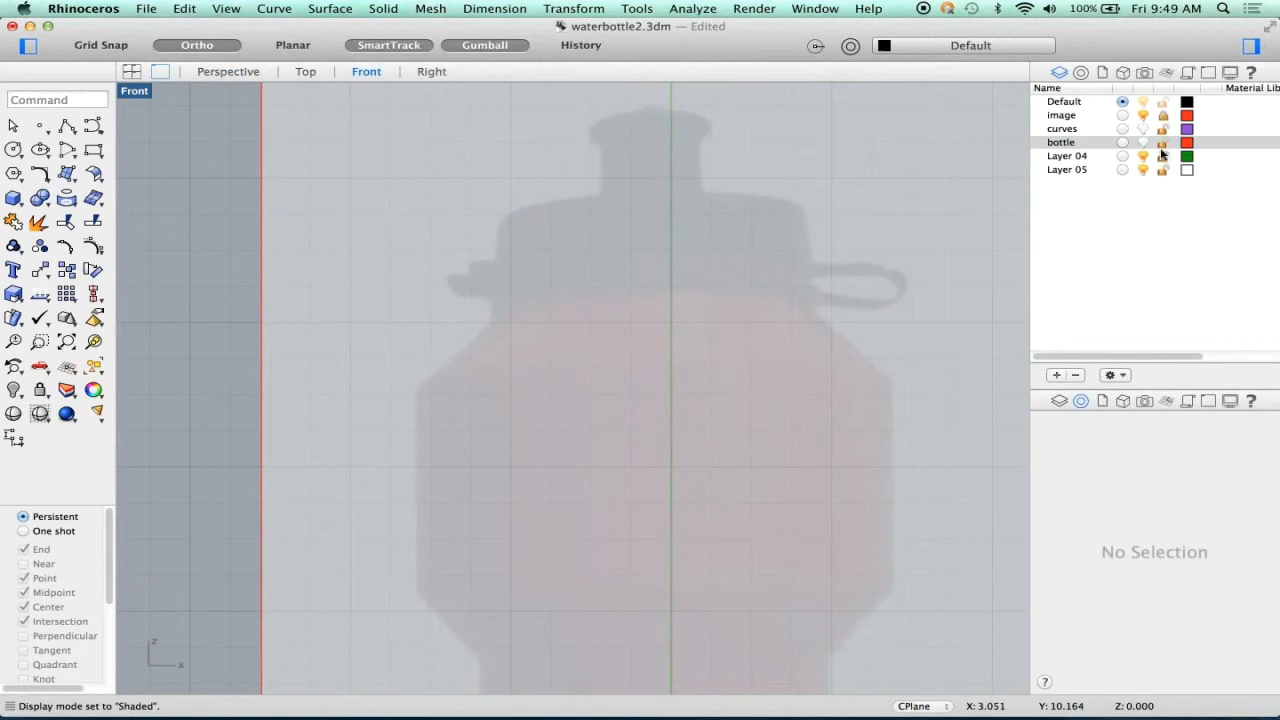 Rhinoceros File Edit View Curve Surface Solid Mesh Dimension Transform Tools Analyze Render Window Help 100% Fri 9:49 AM
waterbottle2.3dm — Edited
Grid Snap Ortho Planar SmartTrack Gumball History Default
Perspective Top Front Right
Front
Name Material Lib
Command
Default
image
curves
bottle
Layer 04
Layer 05
Persistent
One shot
End
Near
Point
Midpoint
Center
Intersection
Perpendicular
Tangent
Quadrant
Knot
No Selection
z
x
Display mode set to "Shaded". CPlane X: 3.051 Y: 10.164 Z: 0.000